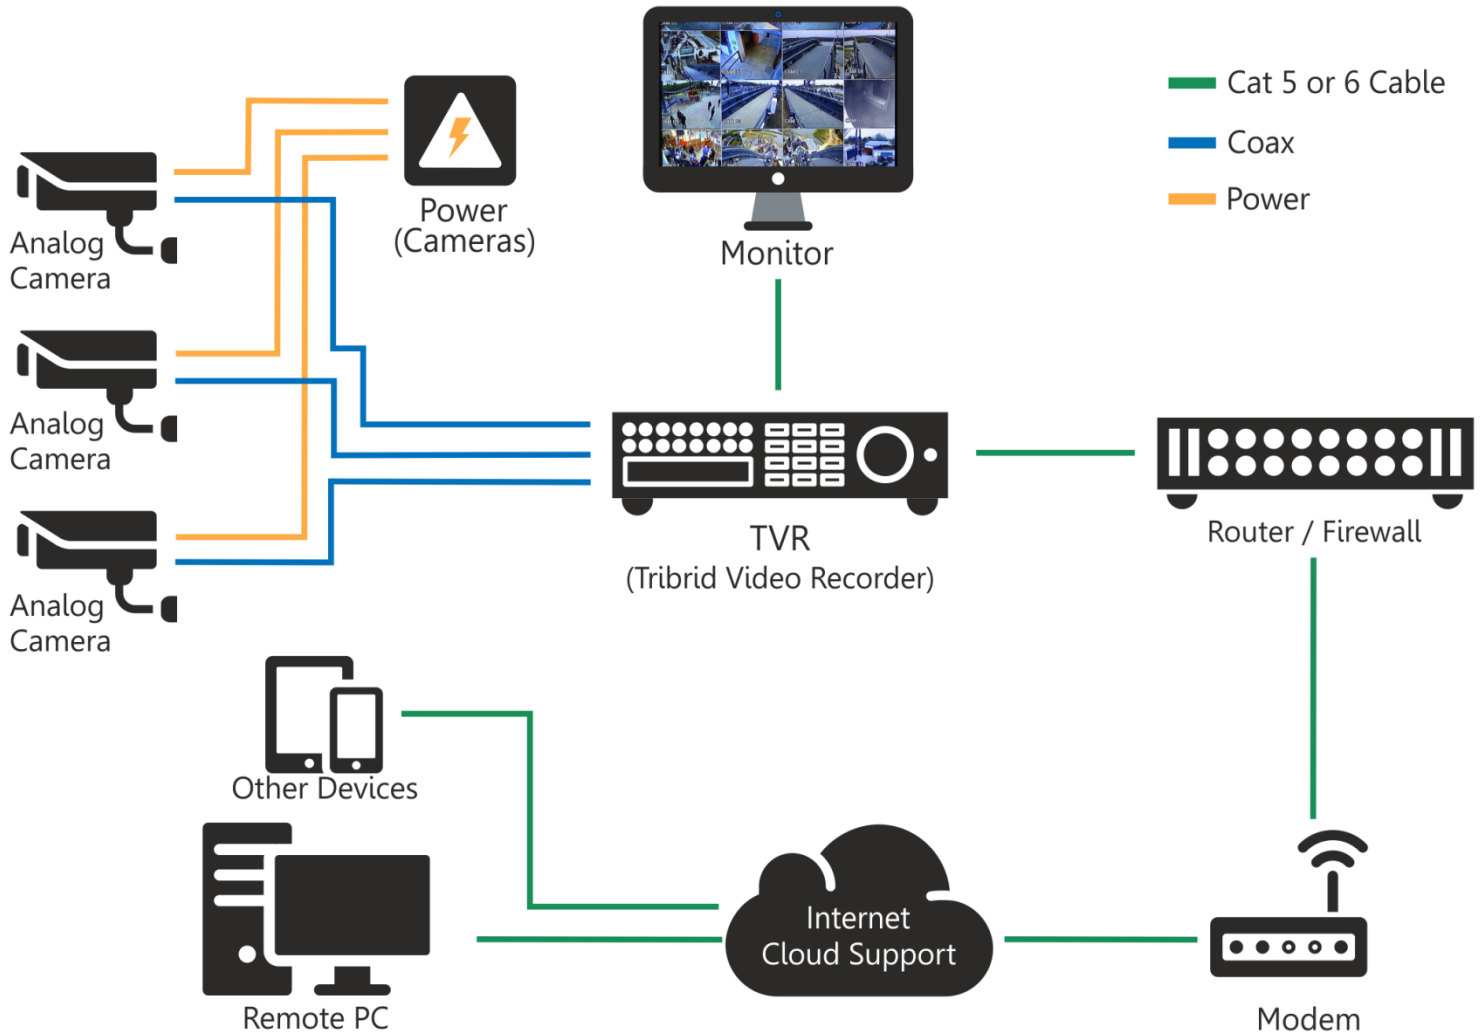 Cat 5 or 6 Cable
Coax
Power
Power
(Cameras)
Monitor
Analog
Camera
Analog
Camera
Analog
Camera
TVR
(Tribrid Video Recorder)
Router / Firewall
Other Devices
Internet
Cloud Support
Remote PC
Modem